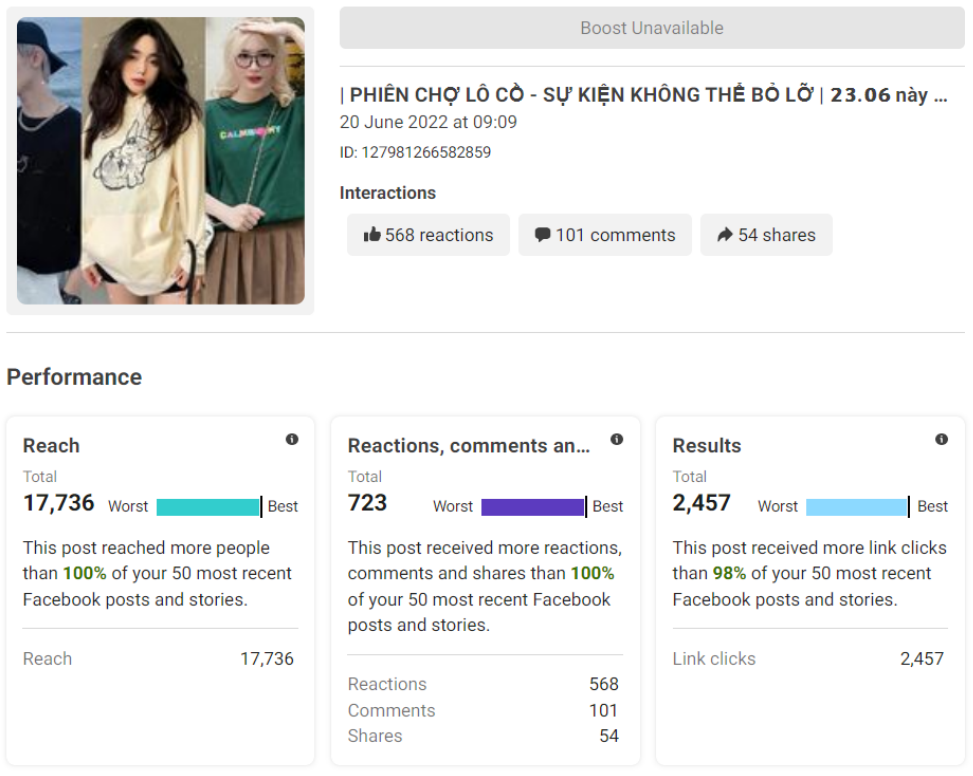 Boost Unavailable
| PHIÊN CHỢ LÔ CỒ - SỰ KIỆN KHÔNG THỂ BỎ LỠ | 23.06 này ...
20 June 2022 at 09:09
ID: 127981266582859
Interactions
568 reactions
101 comments
54 shares
Performance
Reach
Total
17,736 Worst Best
This post reached more people
than 100% of your 50 most recent
Facebook posts and stories.
Reach 17,736
Reactions, comments an...
Total
723 Worst Best
This post received more reactions,
comments and shares than 100%
of your 50 most recent Facebook
posts and stories.
Reactions 568
Comments 101
Shares 54
Results
Total
2,457 Worst Best
This post received more link clicks
than 98% of your 50 most recent
Facebook posts and stories.
Link clicks 2,457